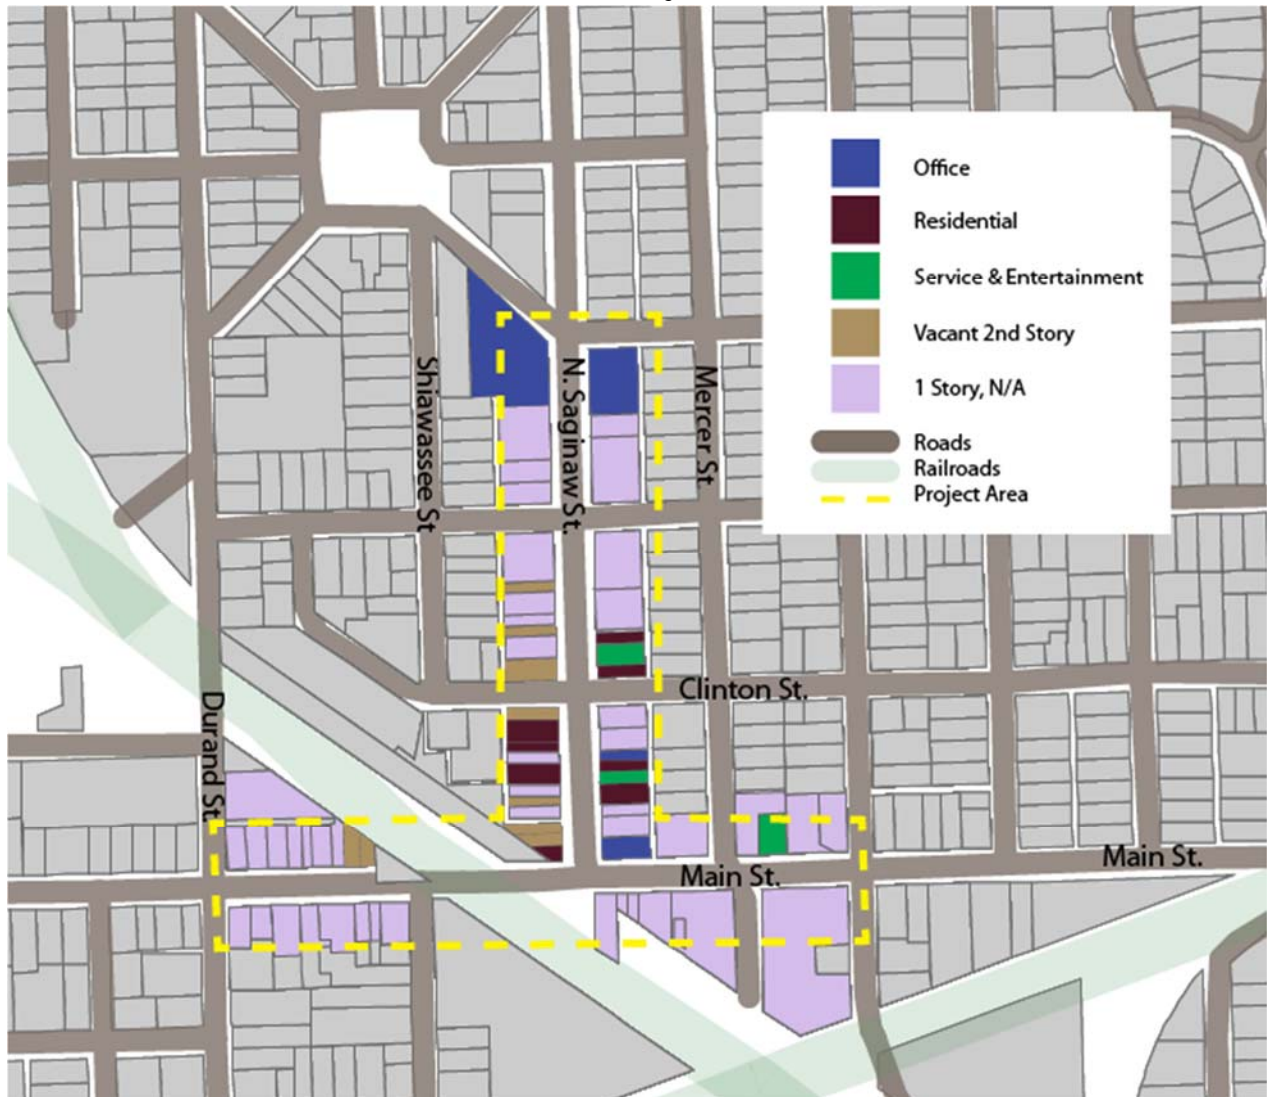 Office
Residential
Service & Entertainment
Vacant 2nd Story
1 Story, N/A
Roads
Railroads
Project Area
Shiawassee St
N. Saginaw St.
Mercer St
Clinton St.
Durand St.
Main St.
Main St.